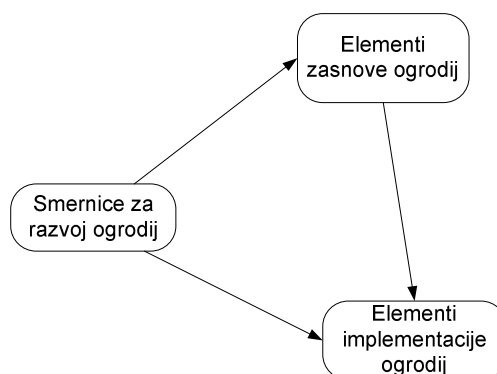 Elementi
zasnove ogrodij
Smernice za
razvoj ogrodij
Elementi
implementacije
ogrodij